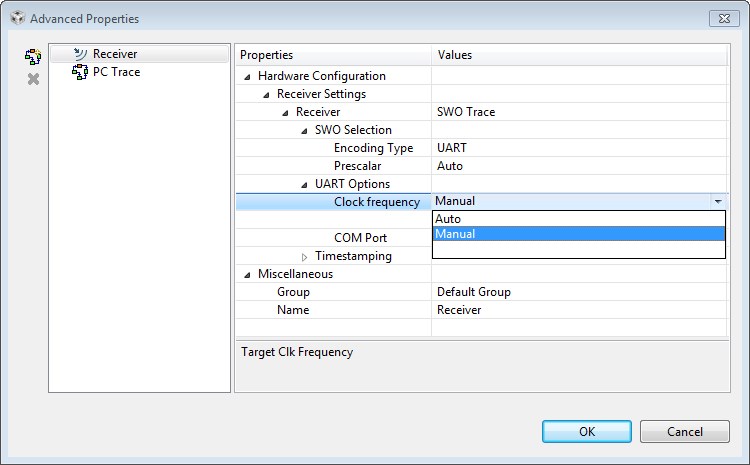 Advanced Properties
Receiver
PC Trace
Properties Values
Hardware Configuration
Receiver Settings
Receiver SWO Trace
SWO Selection
Encoding Type UART
Prescalar Auto
UART Options
Clock frequency Manual
Auto
Manual
COM Port
Timestamping
Miscellaneous
Group Default Group
Name Receiver
Target Clk Frequency
OK Cancel